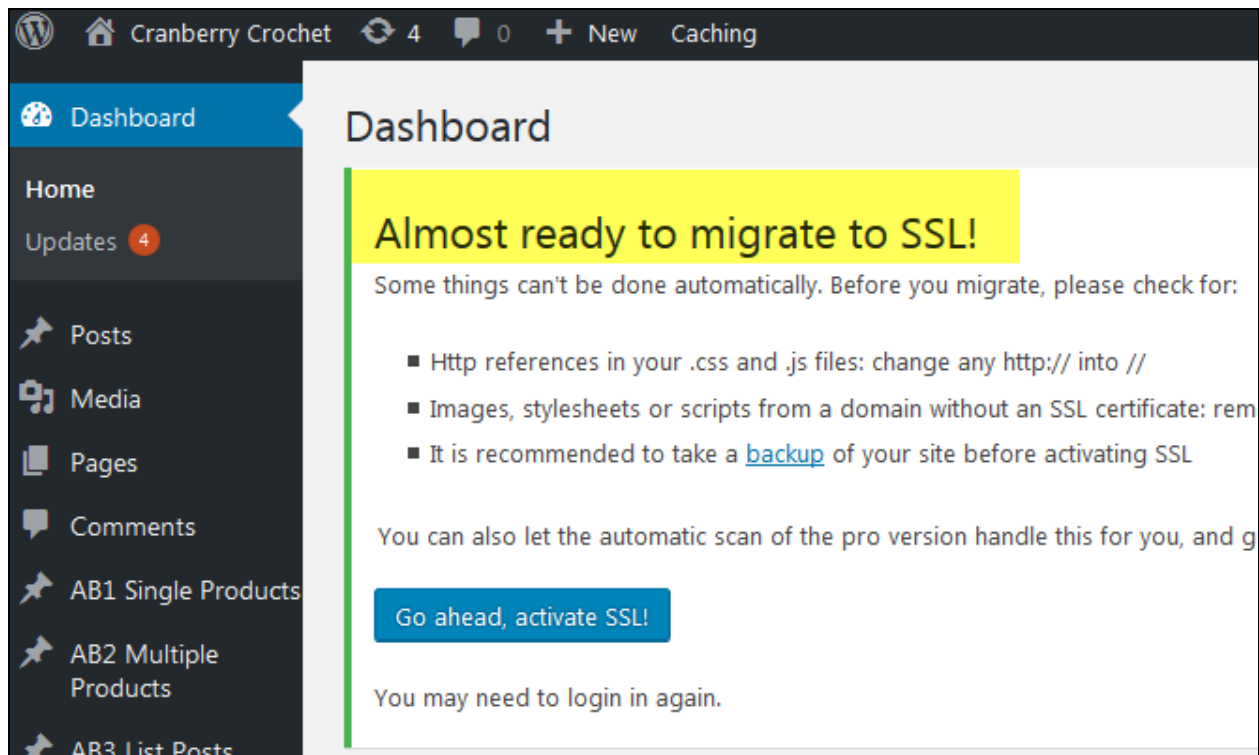 Cranberry Crochet 4 0 + New Caching
Dashboard
Home
Updates 4
Posts
Media
Pages
Comments
AB1 Single Products
AB2 Multiple
Products
AB3 List Posts
Dashboard
Almost ready to migrate to SSL!
Some things can't be done automatically. Before you migrate, please check for:
■ Http references in your .css and .js files: change any http:// into //
■ Images, stylesheets or scripts from a domain without an SSL certificate: rem
■ It is recommended to take a backup of your site before activating SSL
You can also let the automatic scan of the pro version handle this for you, and g
Go ahead, activate SSL!
You may need to login in again.